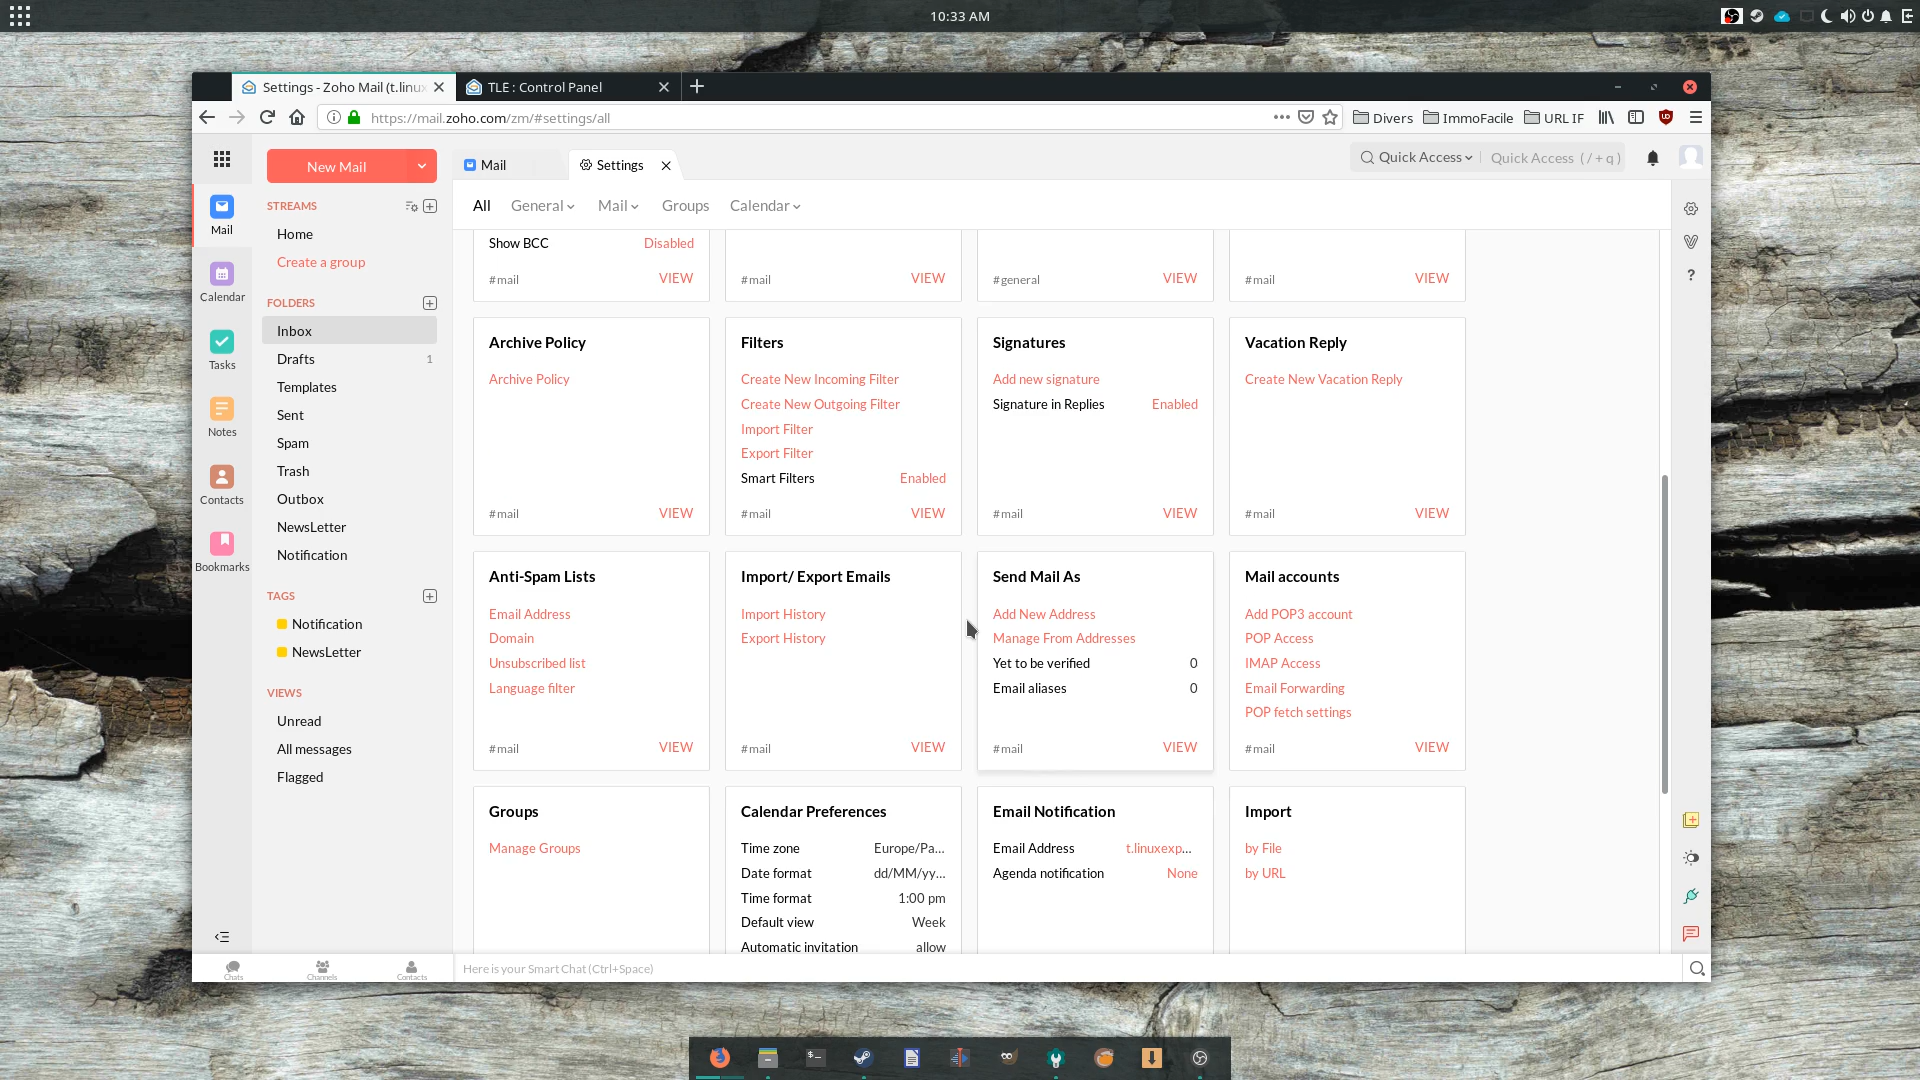 10:33 AM
Settings - Zoho Mail (t.linux
TLE : Control Panel
https://mail.zoho.com/zm/#settings/all
Divers
ImmoFacile
URL IF
New Mail
Mail
Settings
Quick Access
Quick Access ( / + q )
All
General
Mail
Groups
Calendar
Mail
Calendar
Tasks
Notes
Contacts
Bookmarks
STREAMS
Home
Create a group
FOLDERS
Inbox
Drafts 1
Templates
Sent
Spam
Trash
Outbox
NewsLetter
Notification
TAGS
Notification
NewsLetter
VIEWS
Unread
All messages
Flagged
Show BCC Disabled
#mail VIEW
#mail VIEW
#general VIEW
#mail VIEW
Archive Policy
Archive Policy
#mail VIEW
Filters
Create New Incoming Filter
Create New Outgoing Filter
Import Filter
Export Filter
Smart Filters Enabled
#mail VIEW
Signatures
Add new signature
Signature in Replies Enabled
#mail VIEW
Vacation Reply
Create New Vacation Reply
#mail VIEW
Anti-Spam Lists
Email Address
Domain
Unsubscribed list
Language filter
#mail VIEW
Import/ Export Emails
Import History
Export History
#mail VIEW
Send Mail As
Add New Address
Manage From Addresses
Yet to be verified 0
Email aliases 0
#mail VIEW
Mail accounts
Add POP3 account
POP Access
IMAP Access
Email Forwarding
POP fetch settings
#mail VIEW
Groups
Manage Groups
Calendar Preferences
Time zone Europe/Pa...
Date format dd/MM/yy...
Time format 1:00 pm
Default view Week
Automatic invitation allow
Email Notification
Email Address t.linuxexp...
Agenda notification None
Import
by File
by URL
Chats
Channels
Contacts
Here is your Smart Chat (Ctrl+Space)